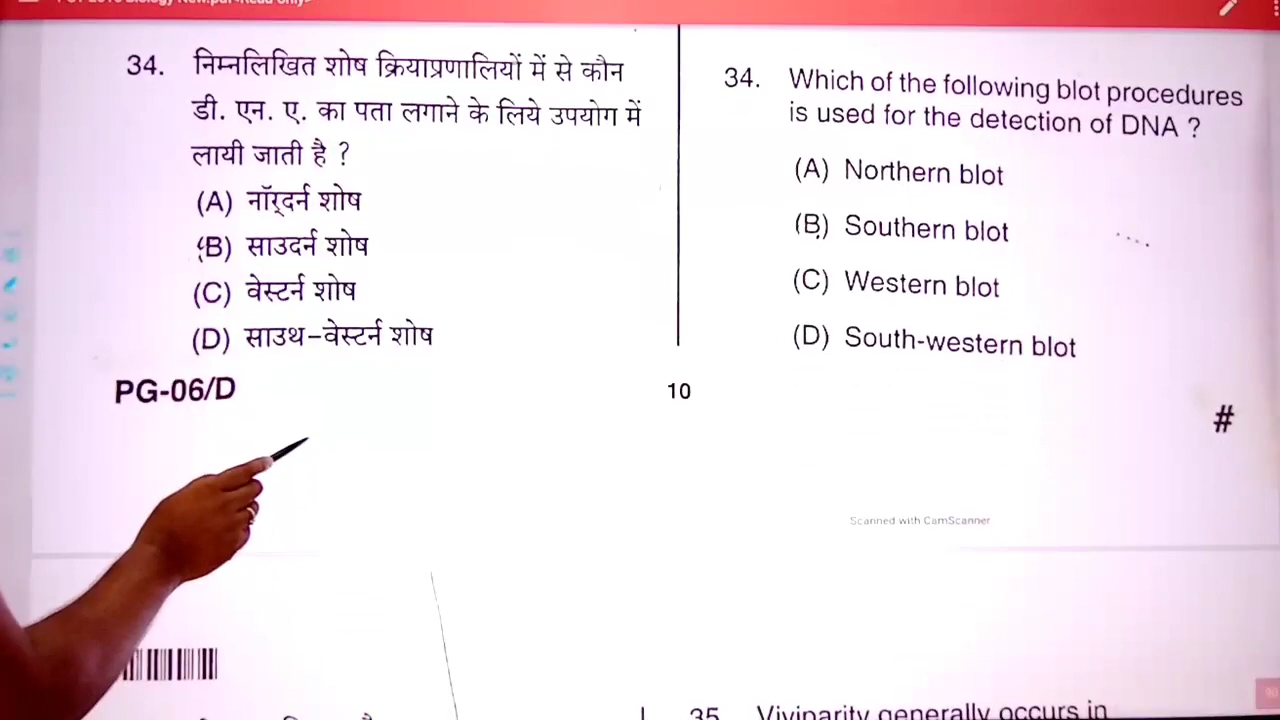 34. निम्नलिखित शोष क्रियाप्रणालियों में से कौन
डी. एन. ए. का पता लगाने के लिये उपयोग में
लायी जाती है ?
(A) नॉर्दर्न शोष
(B) साउदर्न शोष
(C) वेस्टर्न शोष
(D) साउथ-वेस्टर्न शोष
PG-06/D
34. Which of the following blot procedures
is used for the detection of DNA ?
(A) Northern blot
(B) Southern blot
(C) Western blot
(D) South-western blot
10
#
Scanned with CamScanner
35. Viviparity generally occurs in